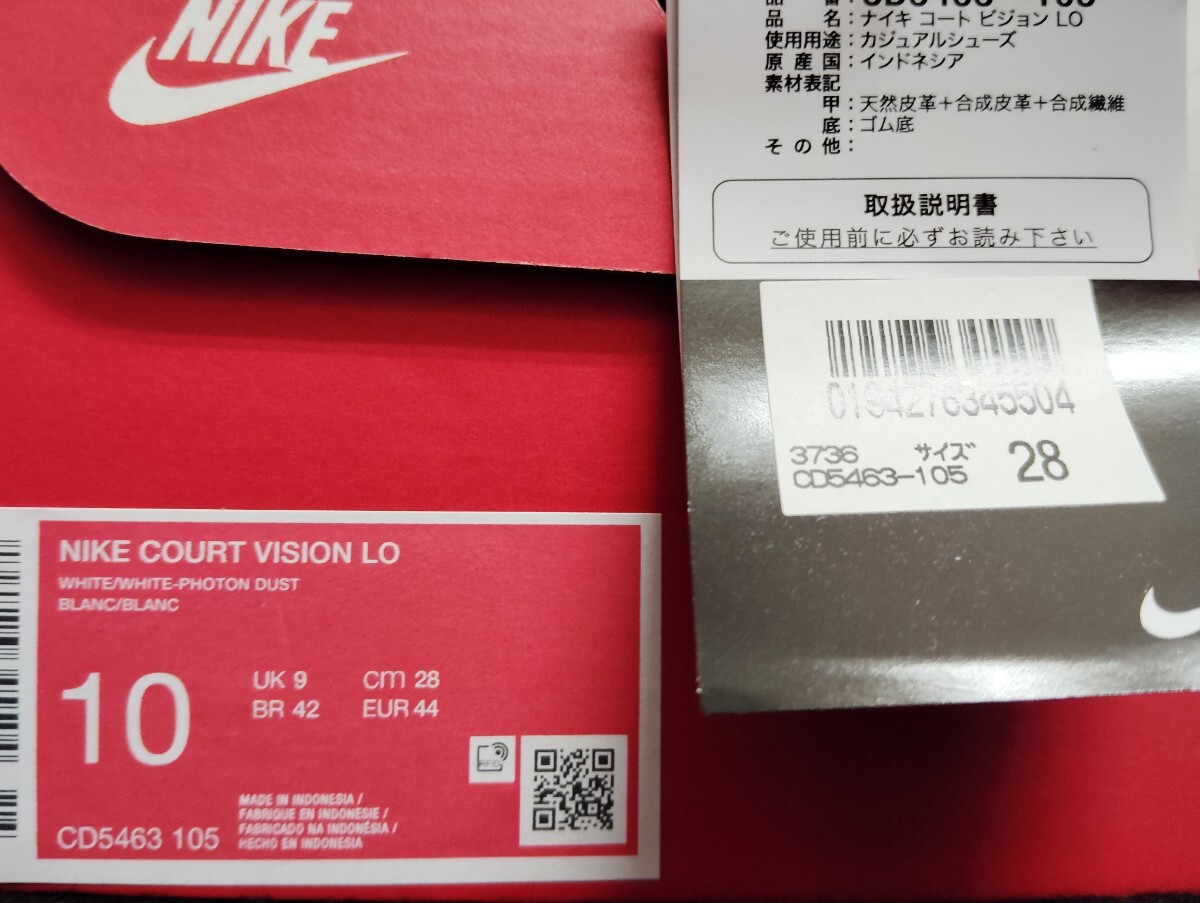 NIKE
品 名：ナイキ コート ビジョン LO
使用用途：カジュアルシューズ
原 産 国：インドネシア
素材表記
甲：天然皮革＋合成皮革＋合成繊維
底：ゴム底
そ の 他：
取扱説明書
ご使用前に必ずお読み下さい
0194276345504
3736 サイズ 28
CD5463-105
NIKE COURT VISION LO
WHITE/WHITE-PHOTON DUST
BLANC/BLANC
10
UK 9 cm 28
BR 42 EUR 44
RFID
MADE IN INDONESIA /
FABRIQUE EN INDONESIE /
FABRICADO NA INDONÉSIA /
HECHO EN INDONESIA
CD5463 105